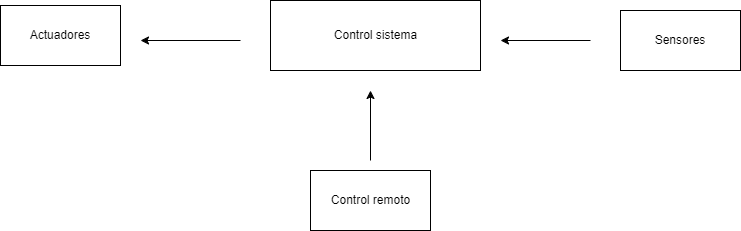 Actuadores
Control sistema
Sensores
Control remoto